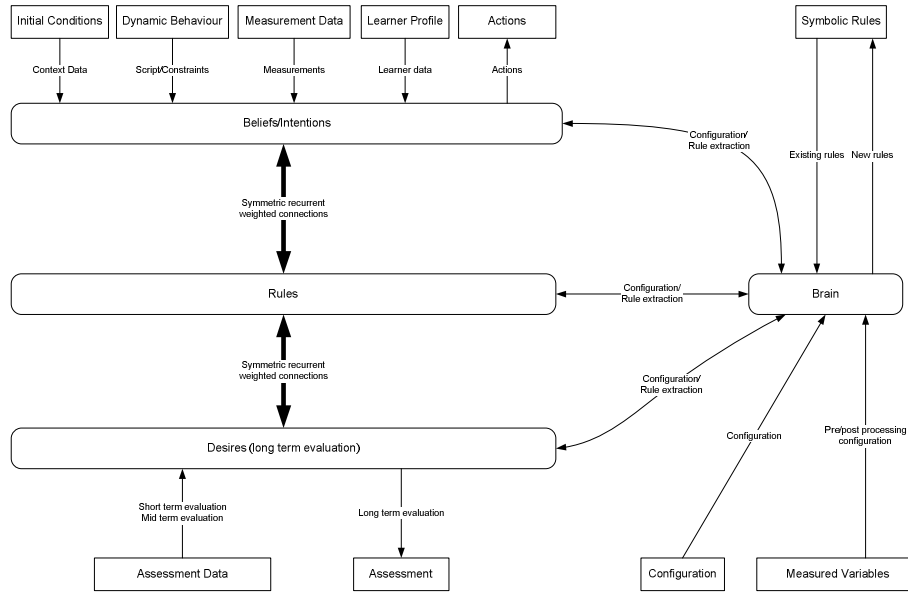 Initial Conditions
Dynamic Behaviour
Measurement Data
Learner Profile
Actions
Symbolic Rules
Context Data
Script/Constraints
Measurements
Learner data
Actions
Beliefs/Intentions
Configuration/
Rule extraction
Existing rules
New rules
Symmetric recurrent
weighted connections
Rules
Configuration/
Rule extraction
Brain
Symmetric recurrent
weighted connections
Configuration/
Rule extraction
Desires (long term evaluation)
Configuration
Pre/post processing
configuration
Short term evaluation
Mid term evaluation
Long term evaluation
Assessment Data
Assessment
Configuration
Measured Variables